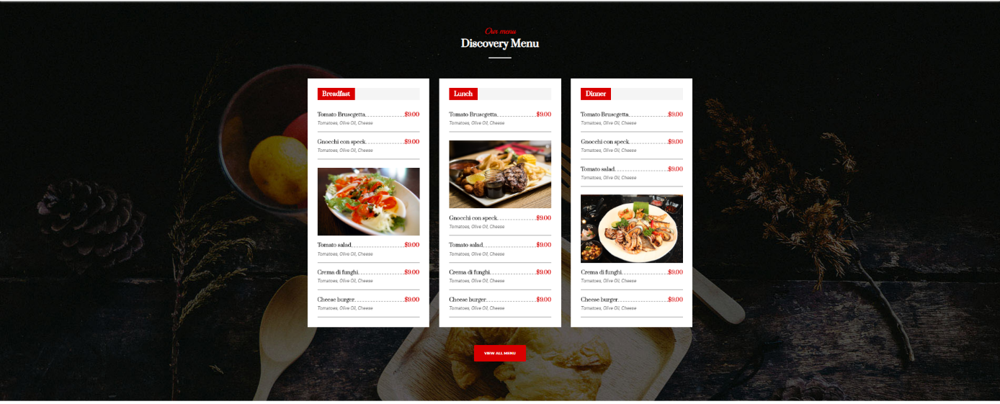 Our menu
Discovery Menu
Breakfast
Tomato Bruscgetta $9.00
Tomatoes, Olive Oil, Cheese
Gnocchi con speck $9.00
Tomatoes, Olive Oil, Cheese
Tomato salad $9.00
Tomatoes, Olive Oil, Cheese
Crema di funghi $9.00
Tomatoes, Olive Oil, Cheese
Cheese burger $9.00
Tomatoes, Olive Oil, Cheese
Lunch
Tomato Bruscgetta $9.00
Tomatoes, Olive Oil, Cheese
Gnocchi con speck $9.00
Tomatoes, Olive Oil, Cheese
Tomato salad $9.00
Tomatoes, Olive Oil, Cheese
Crema di funghi $9.00
Tomatoes, Olive Oil, Cheese
Cheese burger $9.00
Tomatoes, Olive Oil, Cheese
Dinner
Tomato Bruscgetta $9.00
Tomatoes, Olive Oil, Cheese
Gnocchi con speck $9.00
Tomatoes, Olive Oil, Cheese
Tomato salad $9.00
Tomatoes, Olive Oil, Cheese
Crema di funghi $9.00
Tomatoes, Olive Oil, Cheese
Cheese burger $9.00
Tomatoes, Olive Oil, Cheese
VIEW ALL MENU